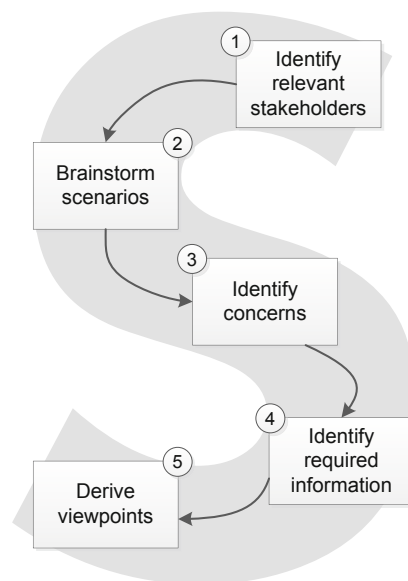 1
Identify
relevant
stakeholders
2
Brainstorm
scenarios
3
Identify
concerns
4
Identify
required
information
5
Derive
viewpoints